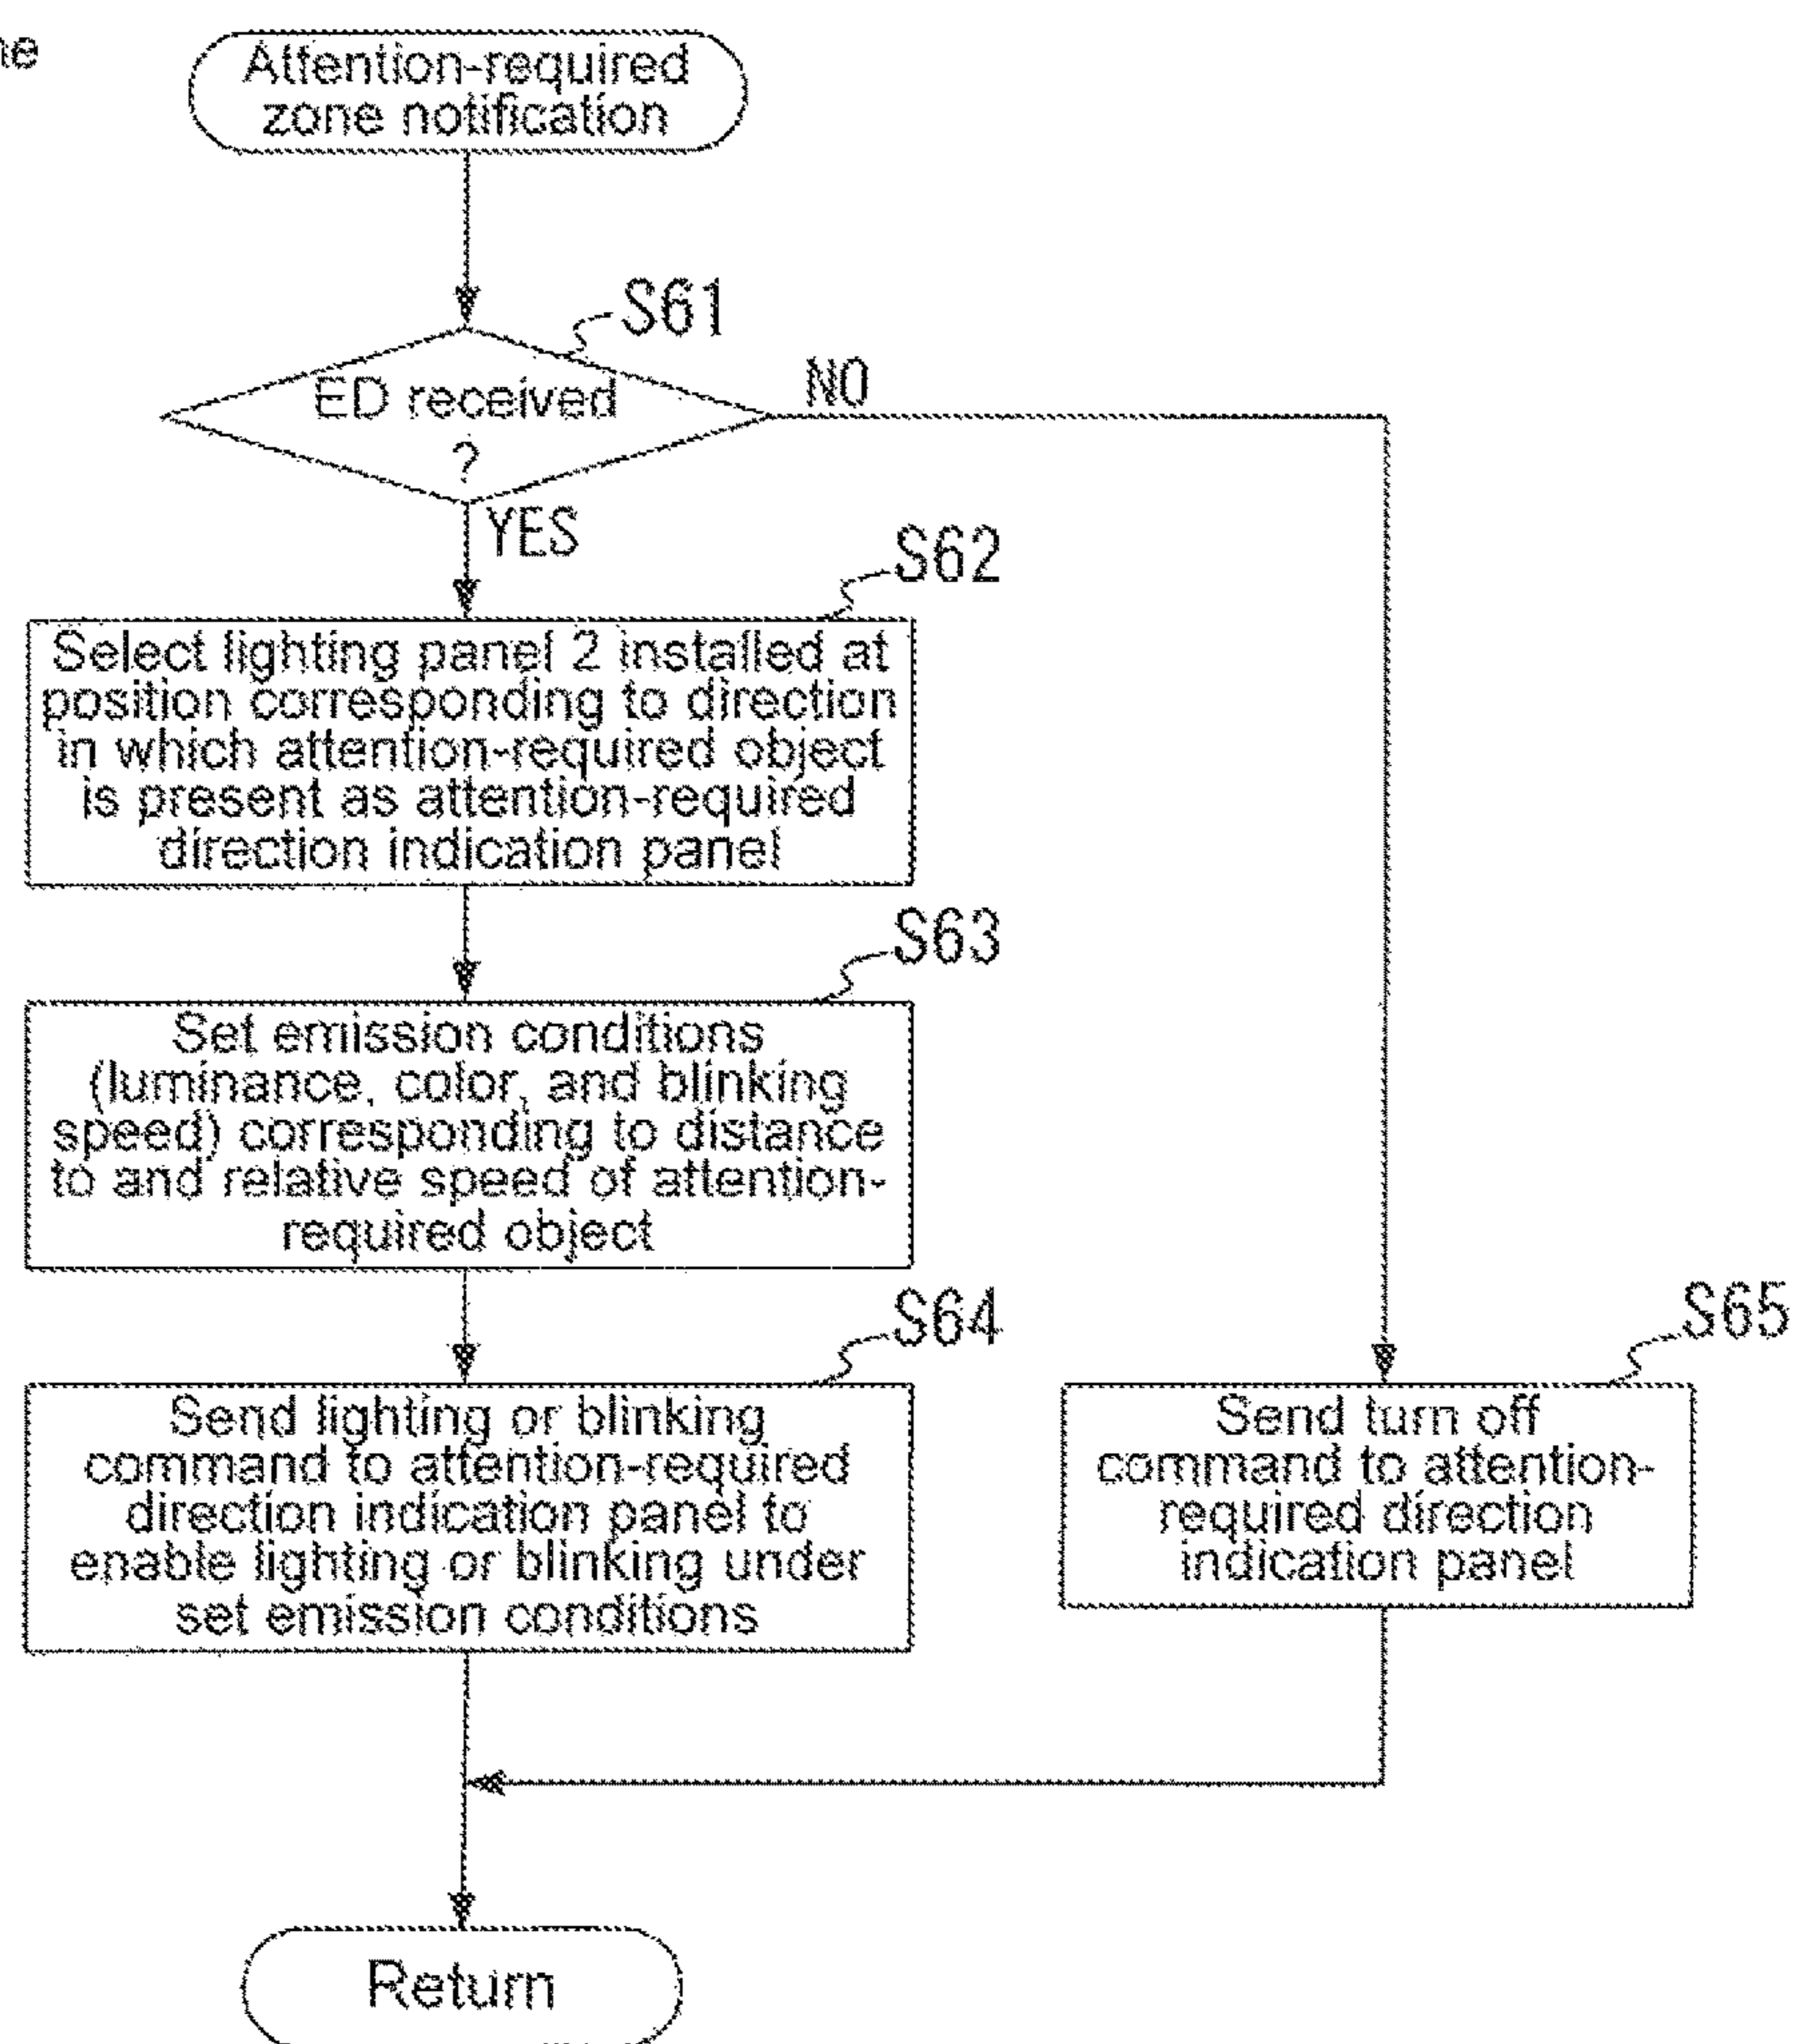 Attention-required
zone notification
S61
ED received
?
NO
YES
S62
Select lighting panel 2 installed at
position corresponding to direction
in which attention-required object
is present as attention-required
direction indication panel
S63
Set emission conditions
(luminance, color, and blinking
speed) corresponding to distance
to and relative speed of attention-
required object
S64
Send lighting or blinking
command to attention-required
direction indication panel to
enable lighting or blinking under
set emission conditions
S65
Send turn off
command to attention-
required direction
indication panel
Return